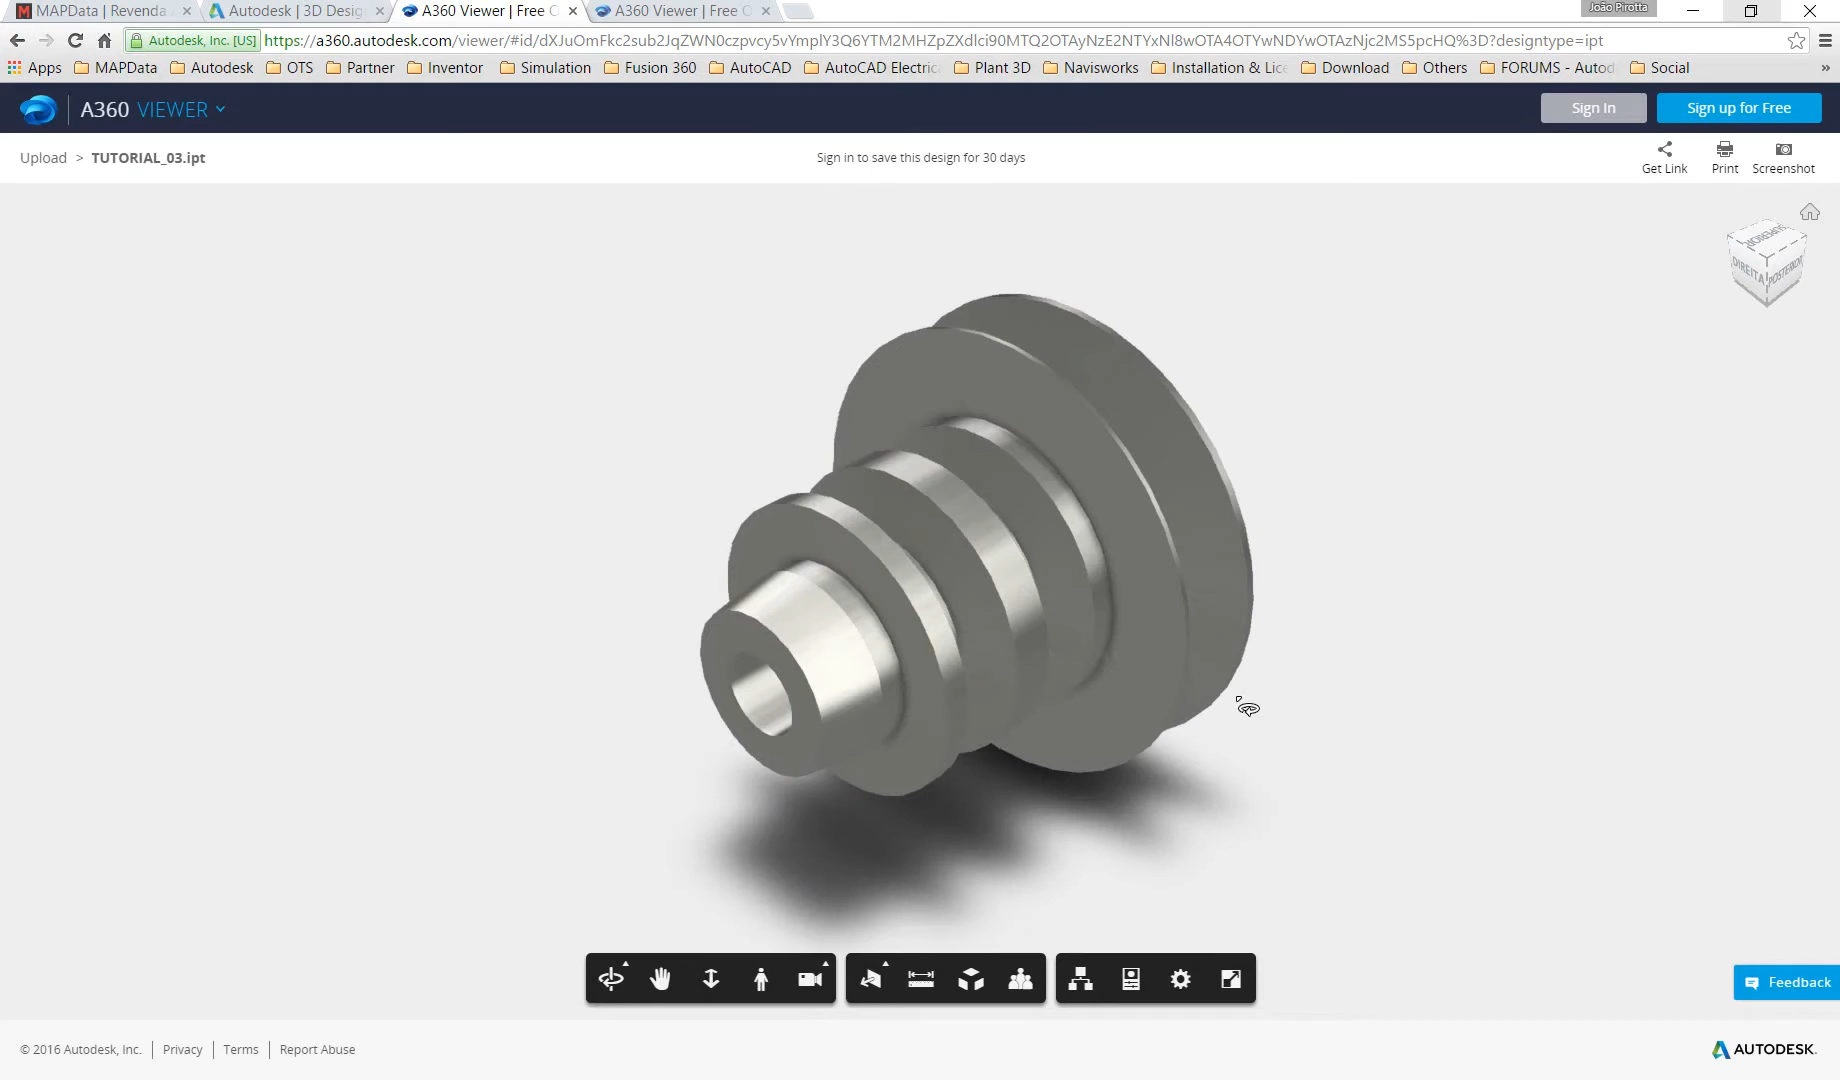 MAPData | Revenda
Autodesk | 3D Desig
A360 Viewer | Free O
A360 Viewer | Free O
João Pirotta
Autodesk, Inc. [US]
https://a360.autodesk.com/viewer/#id/dXJuOmFkc2sub2JqZWN0czpvcy5vYmplY3Q6YTM2MHZpZXdlci90MTQ2OTAyNzE2NTYxNl8wOTA4OTYwNDYwOTAzNjc2MS5pcHQ%3D?designtype=ipt
Apps MAPData Autodesk OTS Partner Inventor Simulation Fusion 360 AutoCAD AutoCAD Electrica Plant 3D Navisworks Installation & Lice Download Others FORUMS - Autod Social »
A360 VIEWER
Sign In
Sign up for Free
Upload > TUTORIAL_03.ipt
Sign in to save this design for 30 days
Get Link
Print
Screenshot
SUPERIOR
DIREITA
POSTERIOR
Feedback
© 2016 Autodesk, Inc. | Privacy | Terms | Report Abuse
AUTODESK.